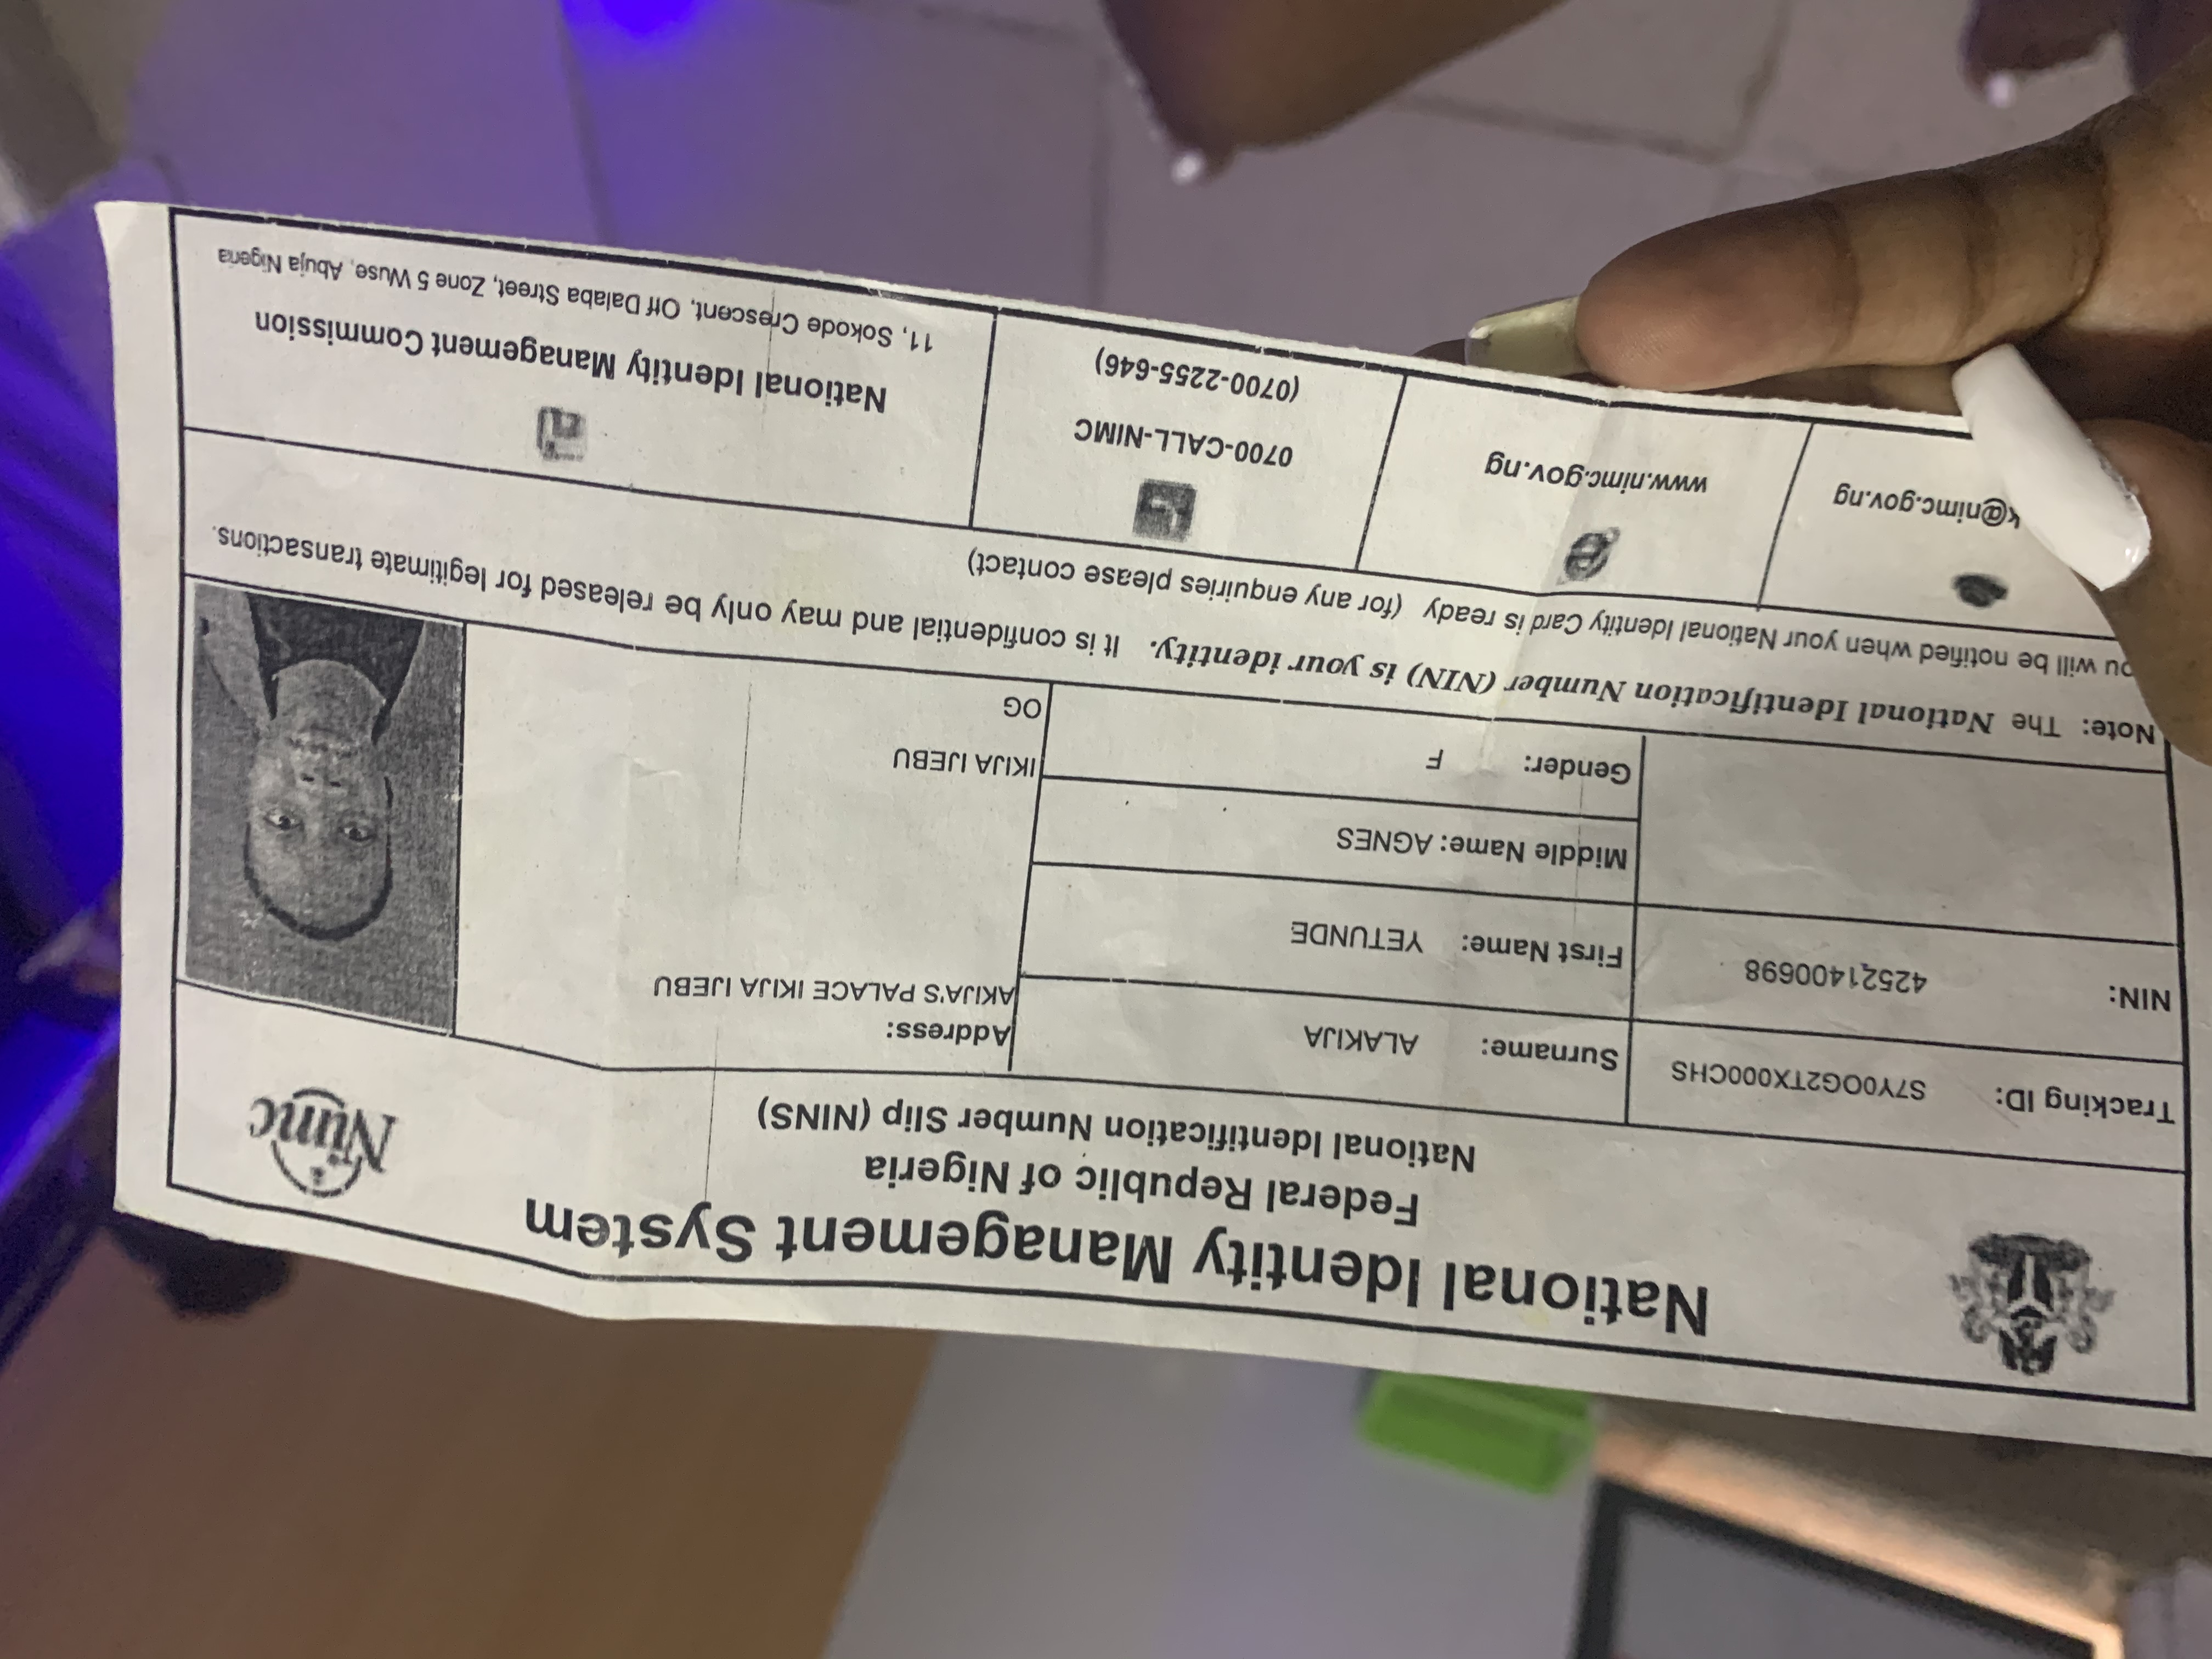 National Identity Management System
Federal Republic of Nigeria
National Identification Number Slip (NINS)
Nimc
Tracking ID: S7Y0OG2TX000CHS
Surname: ALAKIJA
Address:
AKIJA'S PALACE IKIJA IJEBU
NIN: 42521400698
First Name: YETUNDE
Middle Name: AGNES
Gender: F
IKIJA IJEBU
OG
Note: The National Identification Number (NIN) is your identity. It is confidential and may only be released for legitimate transactions.
ou will be notified when your National Identity Card is ready (for any enquiries please contact)
k@nimc.gov.ng
www.nimc.gov.ng
0700-CALL-NIMC
(0700-2255-646)
National Identity Management Commission
11, Sokode Crescent, Off Dalaba Street, Zone 5 Wuse, Abuja Nigeria